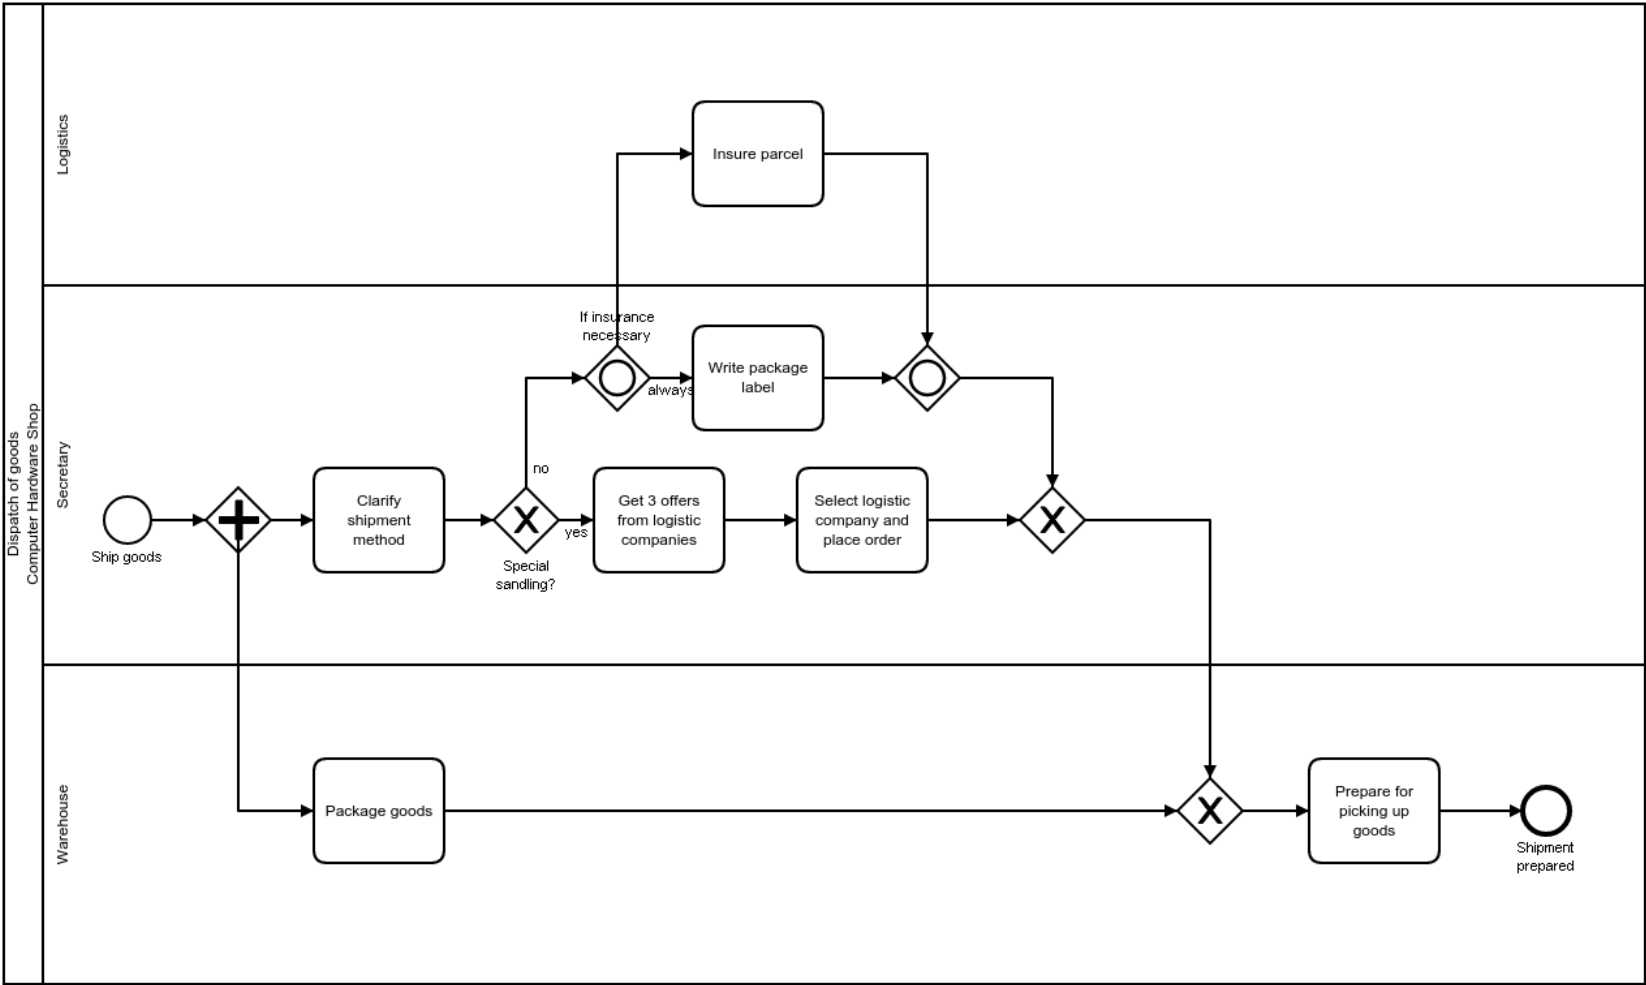 Dispatch of goods
Computer Hardware Shop
Logistics
Insure parcel
Secretary
If insurance
necessary
always
Write package
label
no
Ship goods
Clarify
shipment
method
yes
Special
sandling?
Get 3 offers
from logistic
companies
Select logistic
company and
place order
Warehouse
Package goods
Prepare for
picking up
goods
Shipment
prepared